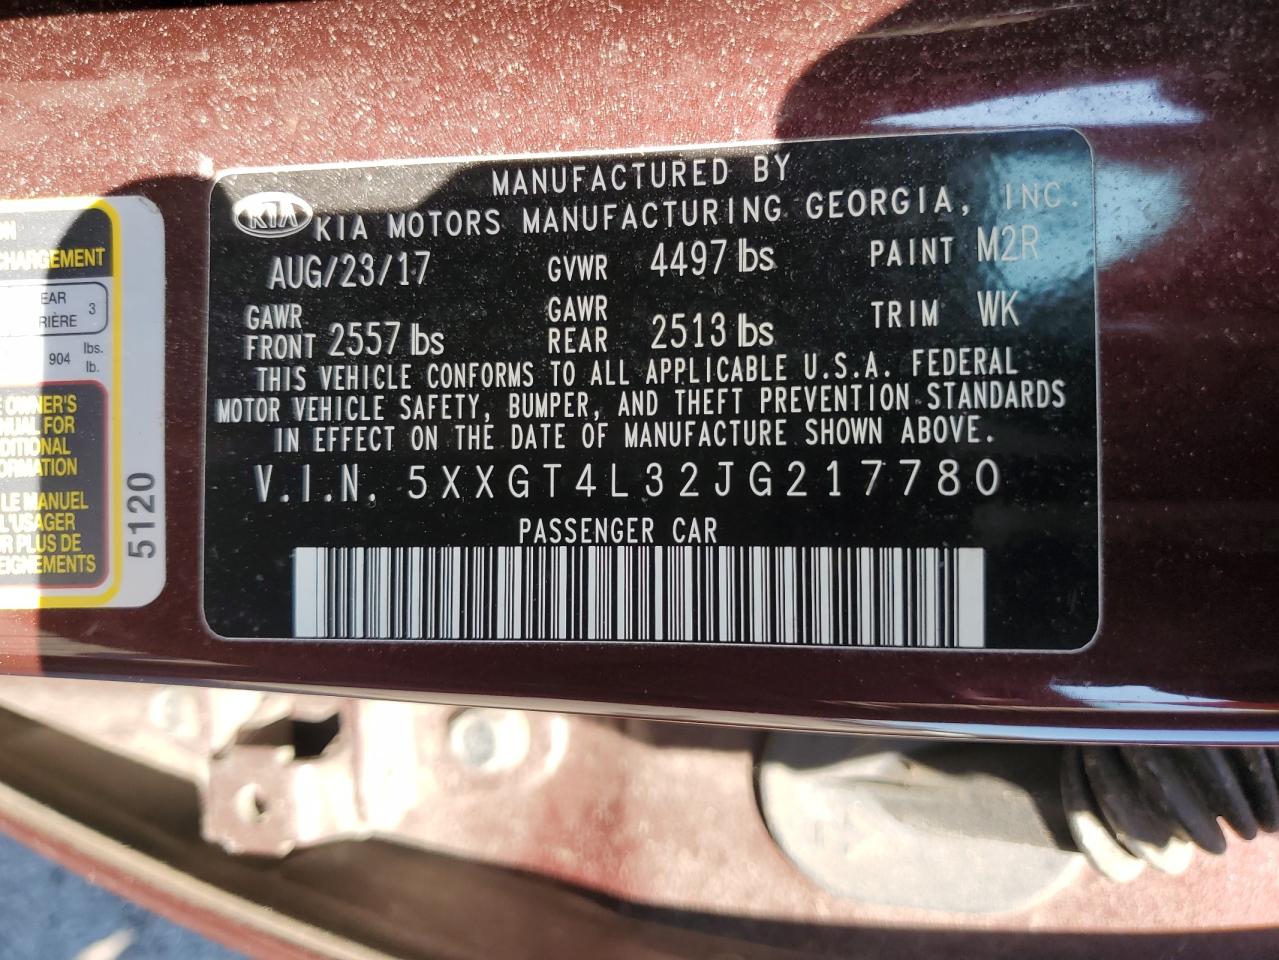 MANUFACTURED BY
KIA KIA MOTORS MANUFACTURING GEORGIA, INC.
AUG/23/17 GVWR 4497 lbs PAINT M2R
GAWR FRONT 2557 lbs GAWR REAR 2513 lbs TRIM WK
THIS VEHICLE CONFORMS TO ALL APPLICABLE U.S.A. FEDERAL
MOTOR VEHICLE SAFETY, BUMPER, AND THEFT PREVENTION STANDARDS
IN EFFECT ON THE DATE OF MANUFACTURE SHOWN ABOVE.
V.I.N. 5XXGT4L32JG217780
PASSENGER CAR
CHARGEMENT
EAR 3
RIÈRE
904 lbs.
lb.
OWNER'S
UAL FOR
DITIONAL
ORMATION
LE MANUEL
L'USAGER
R PLUS DE
EIGNEMENTS
5120